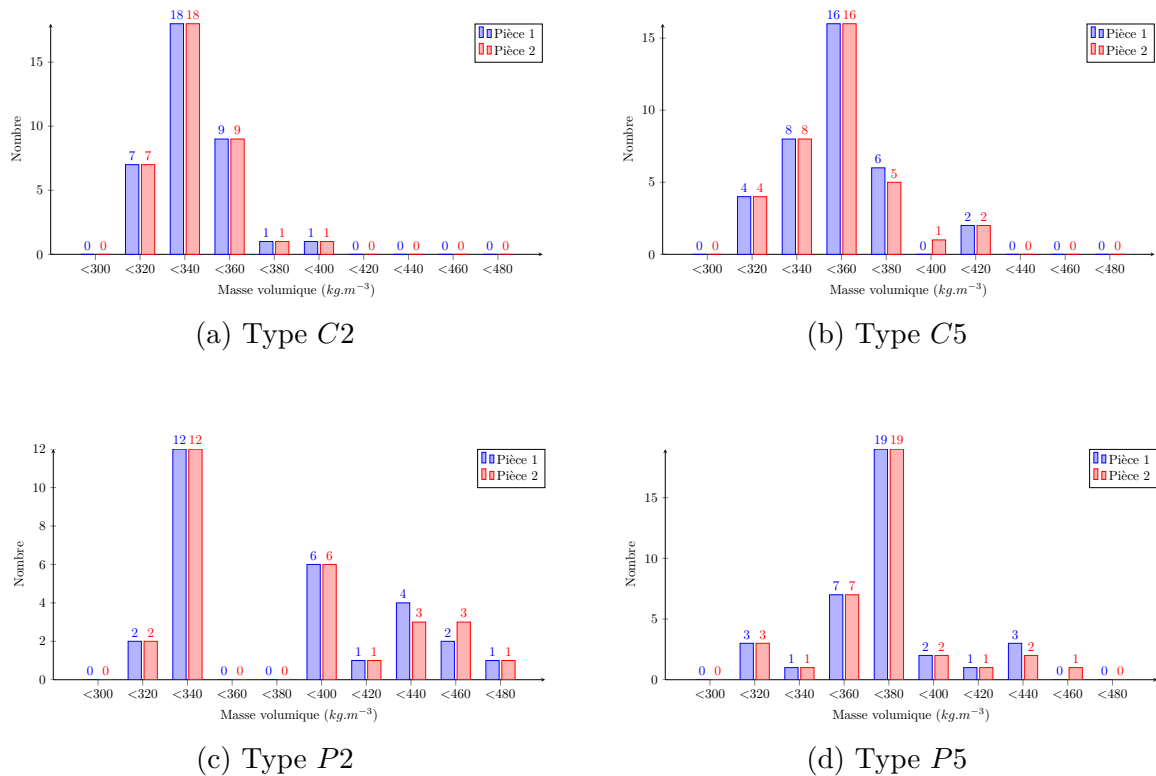 18 18
Pièce 1
Pièce 2
15
10
5
0
Nombre
0 0 7 7 9 9 1 1 1 1 0 0 0 0 0 0 0 0
<300 <320 <340 <360 <380 <400 <420 <440 <460 <480
Masse volumique (kg.m⁻³)
(a) Type C2
16 16
Pièce 1
Pièce 2
15
10
5
0
Nombre
0 0 4 4 8 8 6 5 0 1 2 2 0 0 0 0 0 0
<300 <320 <340 <360 <380 <400 <420 <440 <460 <480
Masse volumique (kg.m⁻³)
(b) Type C5
12 12
Pièce 1
Pièce 2
12
10
8
6
4
2
0
Nombre
0 0 2 2 0 0 0 0 6 6 1 1 4 3 2 3 1 1
<300 <320 <340 <360 <380 <400 <420 <440 <460 <480
Masse volumique (kg.m⁻³)
(c) Type P2
19 19
Pièce 1
Pièce 2
15
10
5
0
Nombre
0 0 3 3 1 1 7 7 2 2 1 1 3 2 0 1 0 0
<300 <320 <340 <360 <380 <400 <420 <440 <460 <480
Masse volumique (kg.m⁻³)
(d) Type P5